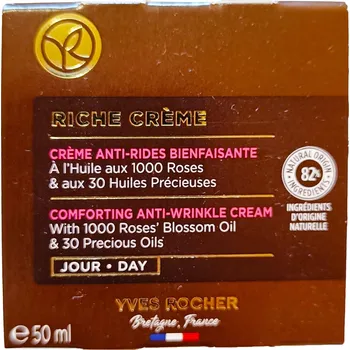 RICHE CRÈME
CRÈME ANTI-RIDES BIENFAISANTE
À l'Huile aux 1000 Roses
& aux 30 Huiles Précieuses
NATURAL ORIGIN
82%
INGREDIENTS
INGRÉDIENTS
D'ORIGINE
NATURELLE
COMFORTING ANTI-WRINKLE CREAM
With 1000 Roses' Blossom Oil
& 30 Precious Oils
JOUR • DAY
YVES ROCHER
Bretagne, France
e50 ml